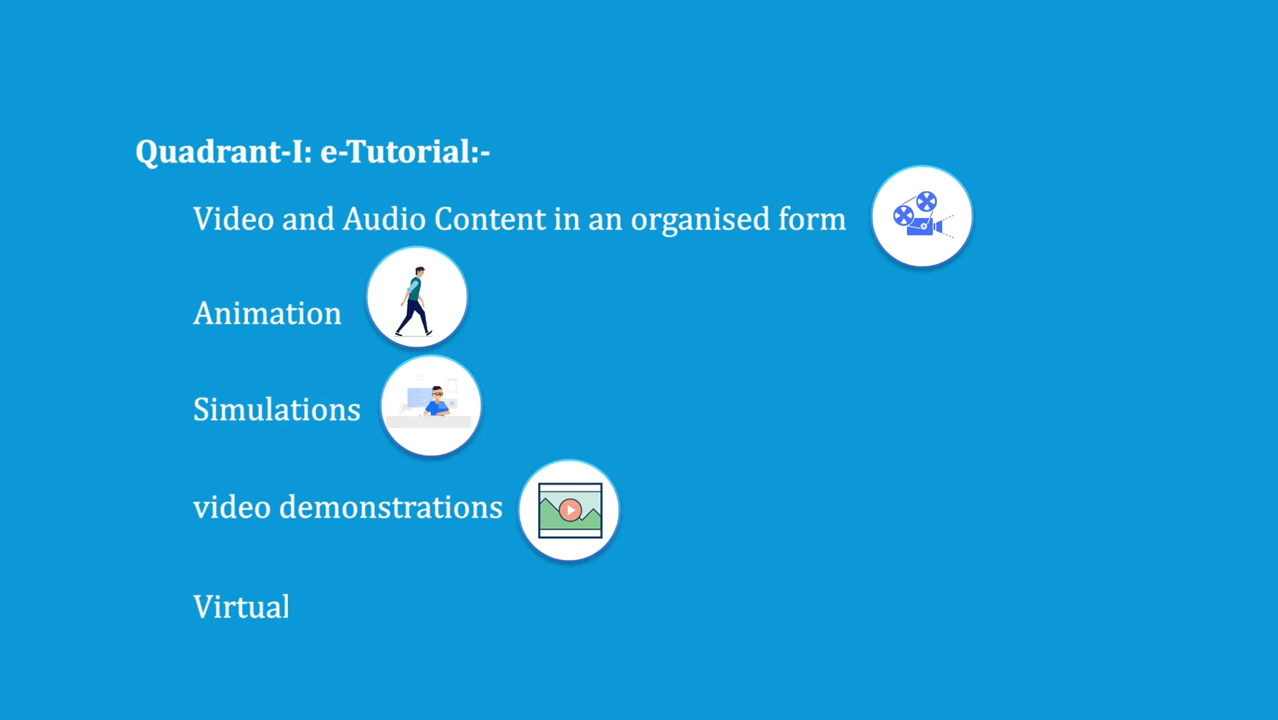 Quadrant-I: e-Tutorial:-
Video and Audio Content in an organised form
Animation
Simulations
video demonstrations
Virtual